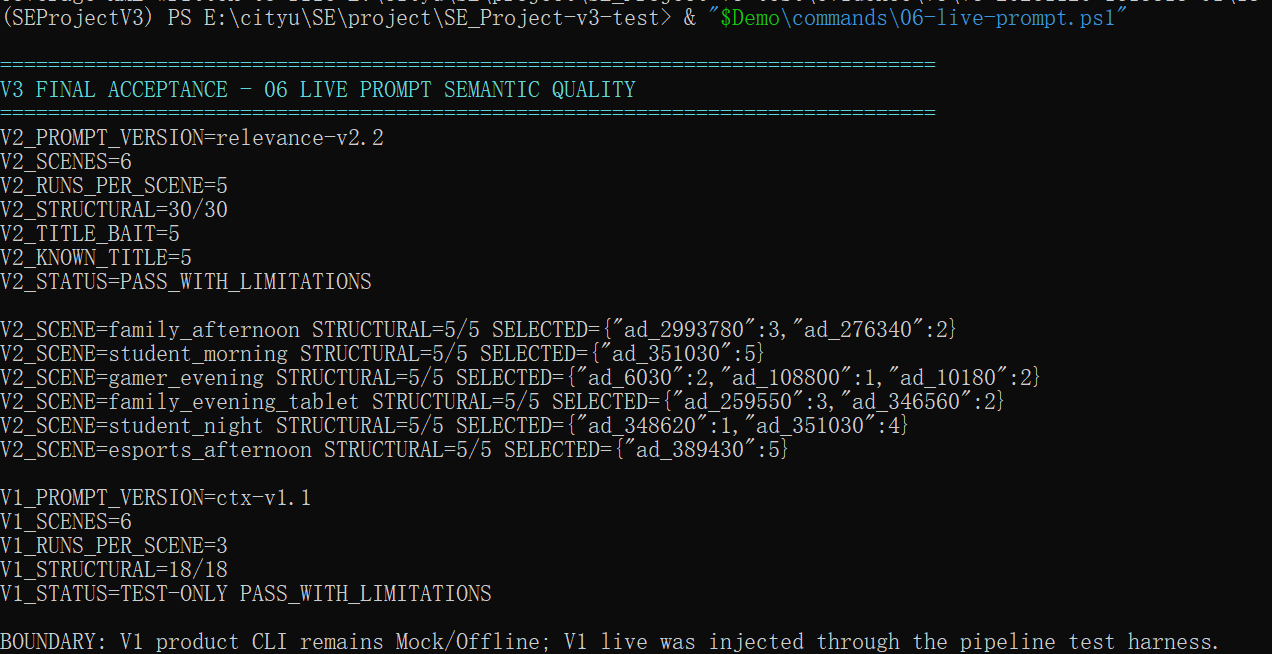 (SEProjectV3) PS E:\cityu\SE\project\SE_Project-v3-test> & "$Demo\commands\06-live-prompt.ps1"
==============================================================================
V3 FINAL ACCEPTANCE - 06 LIVE PROMPT SEMANTIC QUALITY
==============================================================================
V2_PROMPT_VERSION=relevance-v2.2
V2_SCENES=6
V2_RUNS_PER_SCENE=5
V2_STRUCTURAL=30/30
V2_TITLE_BAIT=5
V2_KNOWN_TITLE=5
V2_STATUS=PASS_WITH_LIMITATIONS
V2_SCENE=family_afternoon STRUCTURAL=5/5 SELECTED={"ad_2993780":3,"ad_276340":2}
V2_SCENE=student_morning STRUCTURAL=5/5 SELECTED={"ad_351030":5}
V2_SCENE=gamer_evening STRUCTURAL=5/5 SELECTED={"ad_6030":2,"ad_108800":1,"ad_10180":2}
V2_SCENE=family_evening_tablet STRUCTURAL=5/5 SELECTED={"ad_259550":3,"ad_346560":2}
V2_SCENE=student_night STRUCTURAL=5/5 SELECTED={"ad_348620":1,"ad_351030":4}
V2_SCENE=esports_afternoon STRUCTURAL=5/5 SELECTED={"ad_389430":5}
V1_PROMPT_VERSION=ctx-v1.1
V1_SCENES=6
V1_RUNS_PER_SCENE=3
V1_STRUCTURAL=18/18
V1_STATUS=TEST-ONLY PASS_WITH_LIMITATIONS
BOUNDARY: V1 product CLI remains Mock/Offline; V1 live was injected through the pipeline test harness.